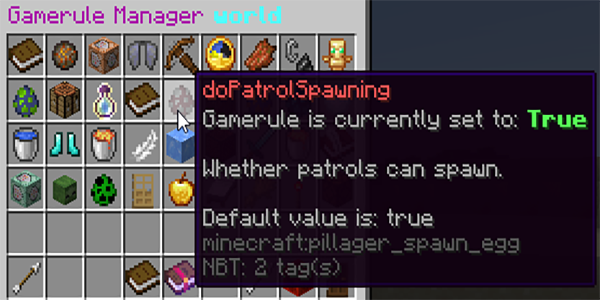 Gamerule Manager world
doPatrolSpawning
Gamerule is currently set to: True
Whether patrols can spawn.
Default value is: true
minecraft:pillager_spawn_egg
NBT: 2 tag(s)